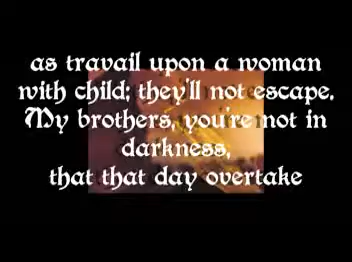 as travail upon a woman
with child; they'll not escape.
My brothers, you're not in
darkness,
that that day overtake